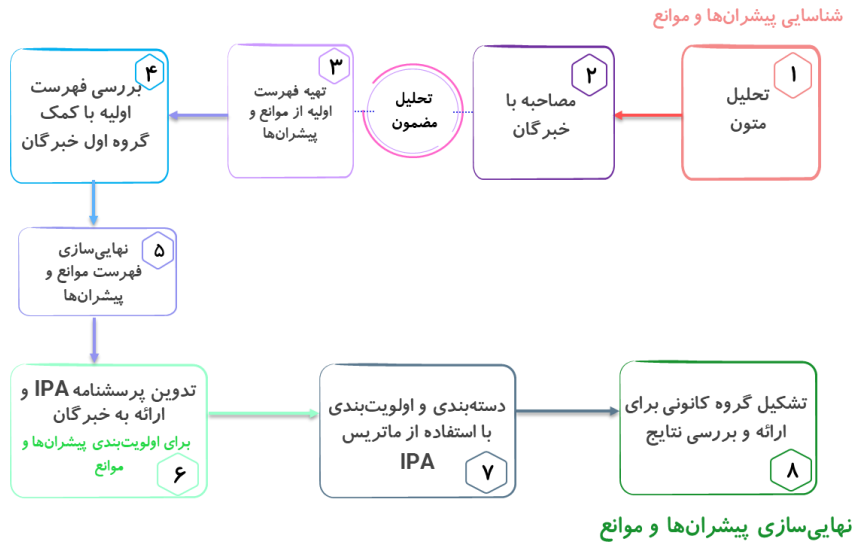 شناسایی پیشران‌ها و موانع
۱
تحلیل
متون
۲
مصاحبه با
خبرگان
تحلیل
مضمون
۳
تهیه فهرست
اولیه از موانع و
پیشران‌ها
۴
بررسی فهرست
اولیه با کمک
گروه اول خبرگان
۵
نهایی‌سازی
فهرست موانع و
پیشران‌ها
تدوین پرسشنامه IPA و
ارائه به خبرگان
برای اولویت‌بندی پیشران‌ها و
موانع
۶
دسته‌بندی و اولویت‌بندی
با استفاده از ماتریس
IPA
۷
تشکیل گروه کانونی برای
ارائه و بررسی نتایج
۸
نهایی‌سازی پیشران‌ها و موانع